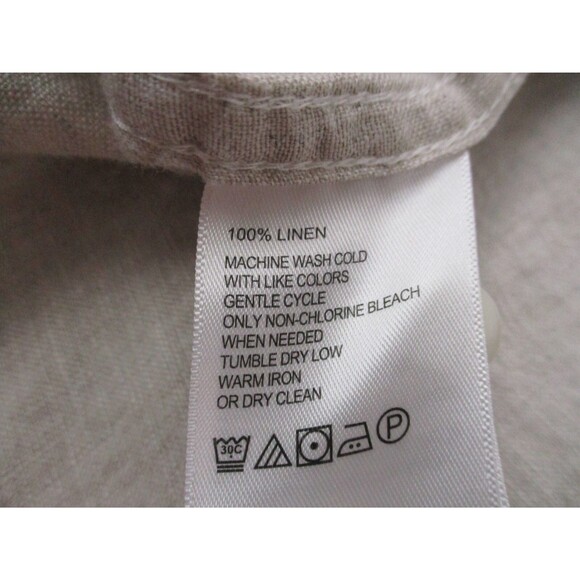 100% LINEN
MACHINE WASH COLD
WITH LIKE COLORS
GENTLE CYCLE
ONLY NON-CHLORINE BLEACH
WHEN NEEDED
TUMBLE DRY LOW
WARM IRON
OR DRY CLEAN
30C P